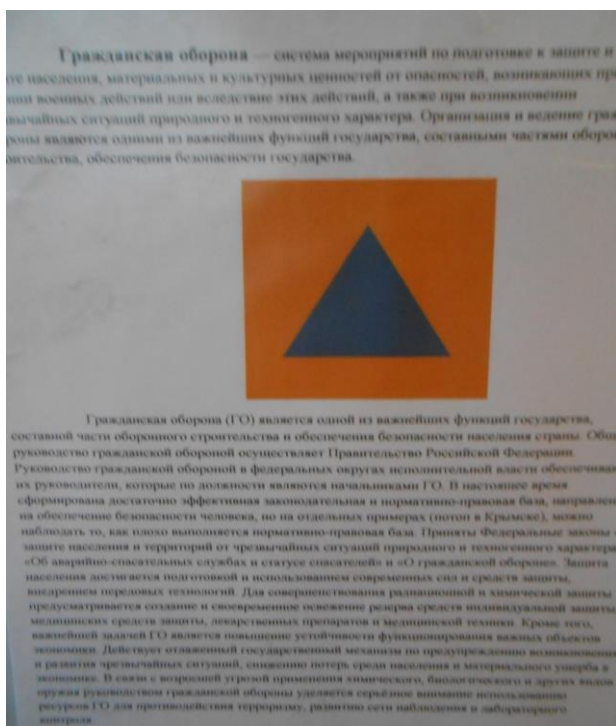 Гражданская оборона — система мероприятий по подготовке к защите и
те населения, материальных и культурных ценностей от опасностей, возникающих пр
нии военных действий или вследствие этих действий, а также при возникновении
вычайных ситуаций природного и техногенного характера. Организация и ведение граж
роны являются одними из важнейших функций государства, составными частями оборо
оительства, обеспечения безопасности государства.
Гражданская оборона (ГО) является одной из важнейших функций государства,
составной части оборонного строительства и обеспечения безопасности населения страны. Общ
руководство гражданской обороной осуществляет Правительство Российской Федерации.
Руководство гражданской обороной в федеральных округах исполнительной власти обеспечиваю
их руководители, которые по должности являются начальниками ГО. В настоящее время
сформирована достаточно эффективная законодательная и нормативно-правовая база, направлен
на обеспечение безопасности человека, но на отдельных примерах (потоп в Крымске), можно
наблюдать то, как плохо выполняется нормативно-правовая база. Приняты Федеральные законы
защите населения и территорий от чрезвычайных ситуаций природного и техногенного характера
«Об аварийно-спасательных службах и статусе спасателей» и «О гражданской обороне». Защита
населения достигается подготовкой и использованием современных сил и средств защиты,
внедрением передовых технологий. Для совершенствования радиационной и химической защиты
предусматривается создание и своевременное освежение резерва средств индивидуальной защиты,
медицинских средств защиты, лекарственных препаратов и медицинской техники. Кроме того,
важнейшей задачей ГО является повышение устойчивости функционирования важных объектов
экономики. Действует отлаженный государственный механизм по предупреждению возникновения
и развития чрезвычайных ситуаций, снижению потерь среди населения и материального ущерба в
экономике. В связи с возросшей угрозой применения химического, биологического и других видов
оружия руководством гражданской обороны уделяется серьёзное внимание использованию
ресурсов ГО для противодействия терроризму, развитию сети наблюдения и лабораторного
контроля